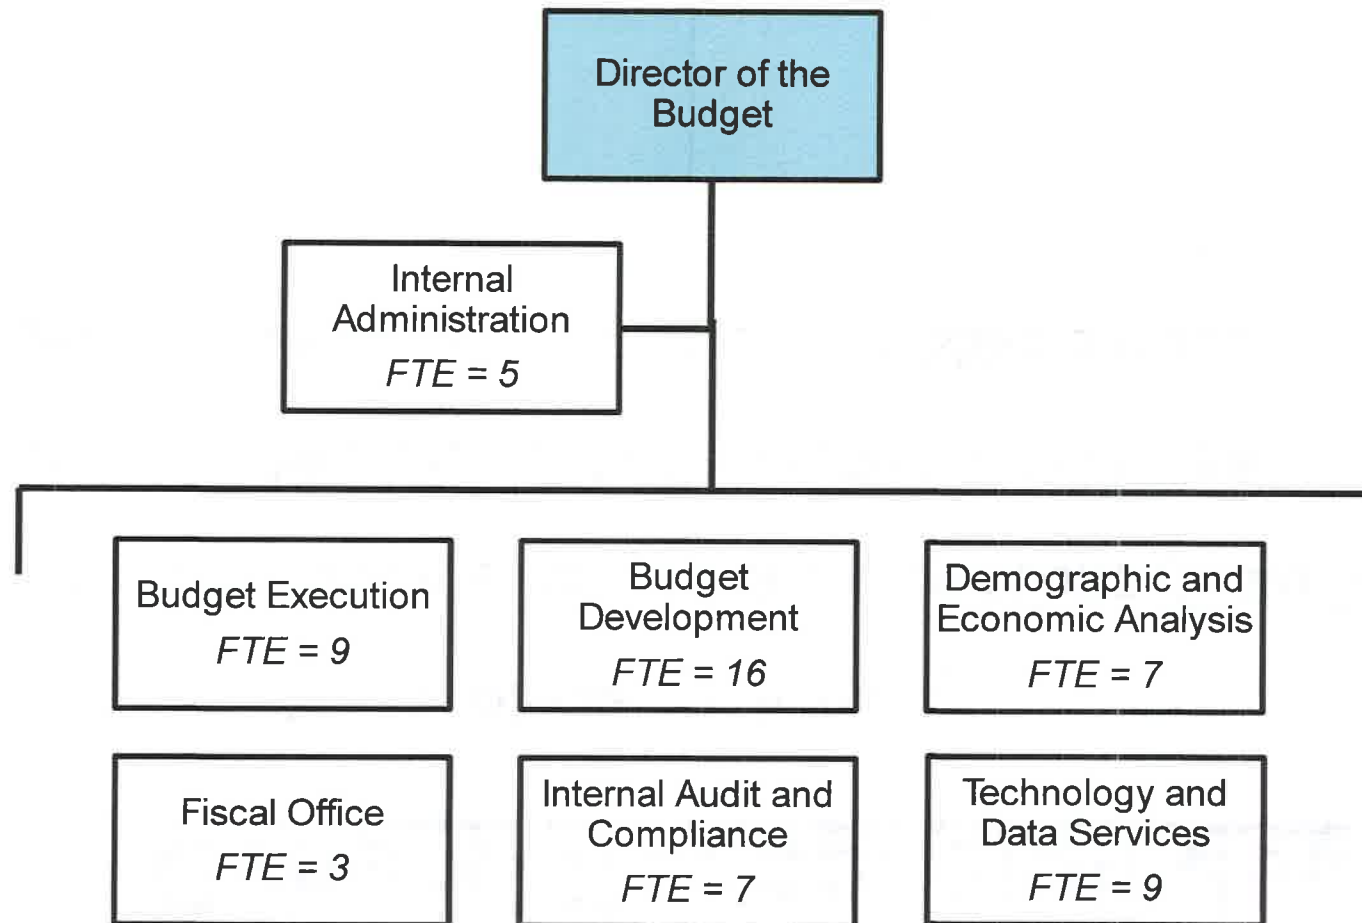 Director of the
Budget
Internal
Administration
FTE = 5
Budget Execution
FTE = 9
Budget
Development
FTE = 16
Demographic and
Economic Analysis
FTE = 7
Fiscal Office
FTE = 3
Internal Audit and
Compliance
FTE = 7
Technology and
Data Services
FTE = 9